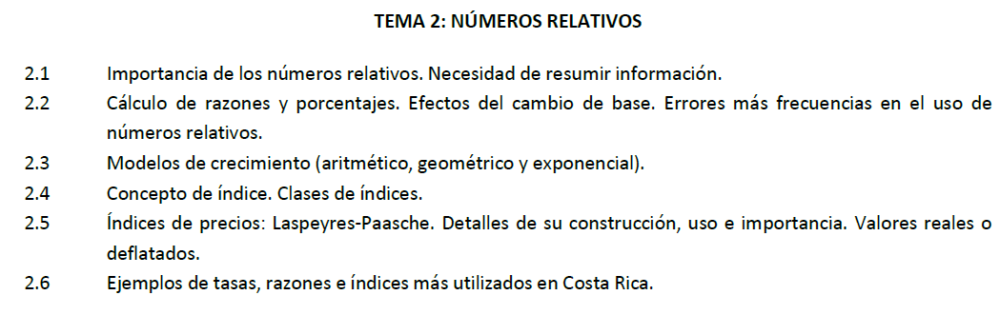 TEMA 2: NÚMEROS RELATIVOS
2.1 Importancia de los números relativos. Necesidad de resumir información.
2.2 Cálculo de razones y porcentajes. Efectos del cambio de base. Errores más frecuencias en el uso de
números relativos.
2.3 Modelos de crecimiento (aritmético, geométrico y exponencial).
2.4 Concepto de índice. Clases de índices.
2.5 Índices de precios: Laspeyres-Paasche. Detalles de su construcción, uso e importancia. Valores reales o
deflatados.
2.6 Ejemplos de tasas, razones e índices más utilizados en Costa Rica.